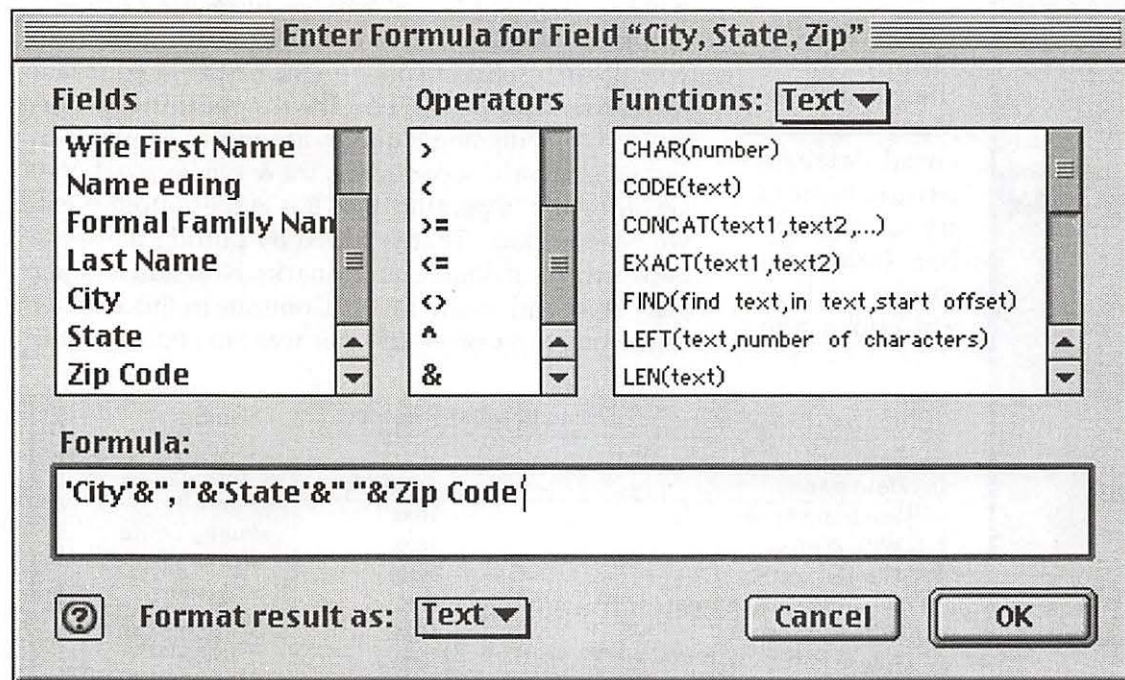 Enter Formula for Field “City, State, Zip”
Fields
Wife First Name
Name eding
Formal Family Nan
Last Name
City
State
Zip Code
Operators
>
<
>=
<=
<>
^
&
Functions: Text
CHAR(number)
CODE(text)
CONCAT(text1,text2,...)
EXACT(text1,text2)
FIND(find text,in text,start offset)
LEFT(text,number of characters)
LEN(text)
Formula:
'City'&", "&'State'&" "&'Zip Code'
? Format result as: Text
Cancel
OK